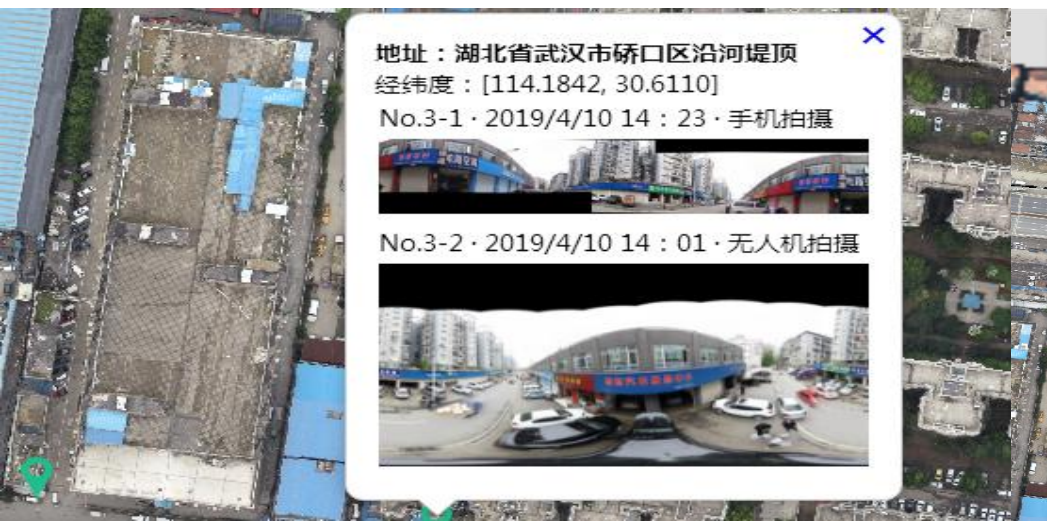 地址：湖北省武汉市硚口区沿河堤顶
经纬度：[114.1842, 30.6110]
No.3-1 · 2019/4/10 14：23 · 手机拍摄
No.3-2 · 2019/4/10 14：01 · 无人机拍摄